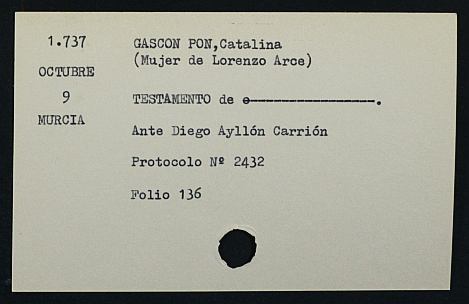 1.737
OCTUBRE
9
MURCIA
GASCON PON,Catalina
(Mujer de Lorenzo Arce)
TESTAMENTO de e-----------------.
Ante Diego Ayllón Carrión
Protocolo Nº 2432
Folio 136